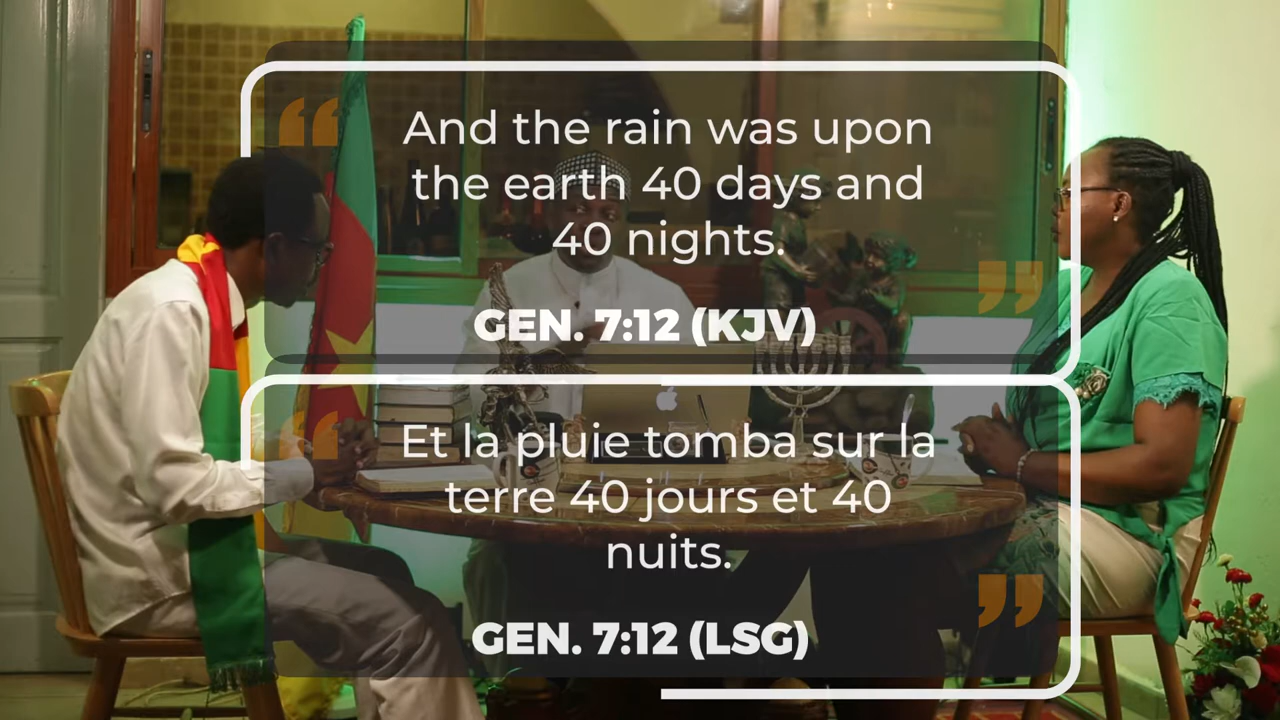 And the rain was upon
the earth 40 days and
40 nights.
GEN. 7:12 (KJV)
Et la pluie tomba sur la
terre 40 jours et 40
nuits.
GEN. 7:12 (LSG)